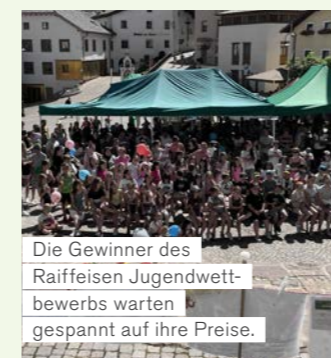 Die Gewinner des
Raiffeisen Jugendwett-
bewerbs warten
gespannt auf ihre Preise.